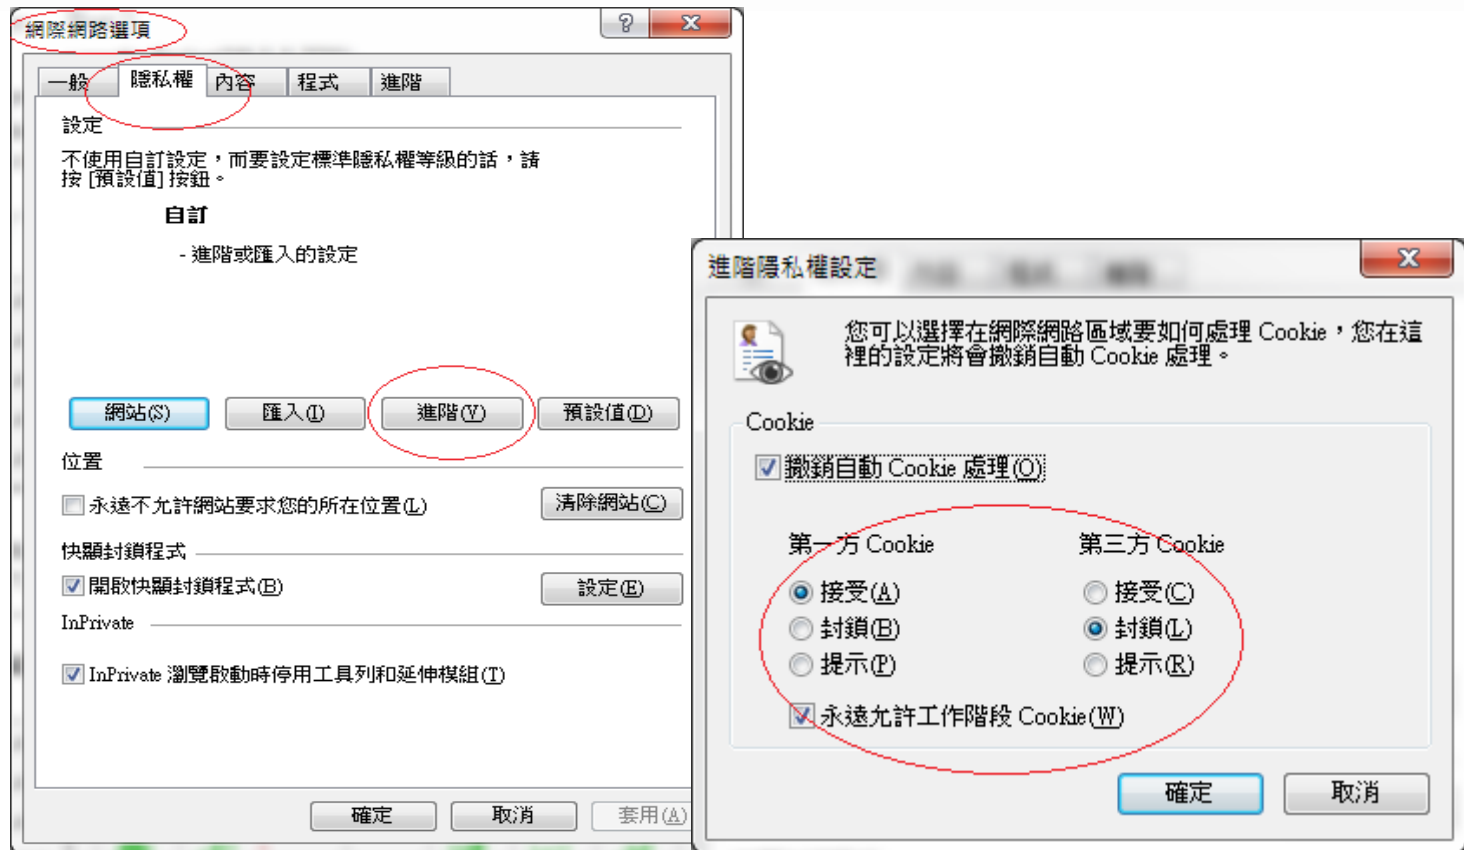 網際網路選項
一般 隱私權 內容 程式 進階
設定
不使用自訂設定，而要設定標準隱私權等級的話，請
按 [預設值] 按鈕。
自訂
- 進階或匯入的設定
網站(S) 匯入(I) 進階(V) 預設值(D)
位置
永遠不允許網站要求您的所在位置(L) 清除網站(C)
快顯封鎖程式
開啟快顯封鎖程式(B) 設定(E)
InPrivate
InPrivate 瀏覽啟動時停用工具列和延伸模組(T)
確定 取消 套用(A)
進階隱私權設定
您可以選擇在網際網路區域要如何處理 Cookie，您在這
裡的設定將會撤銷自動 Cookie 處理。
Cookie
撤銷自動 Cookie 處理(O)
第一方 Cookie 第三方 Cookie
接受(A) 接受(C)
封鎖(B) 封鎖(L)
提示(P) 提示(R)
永遠允許工作階段 Cookie(W)
確定 取消